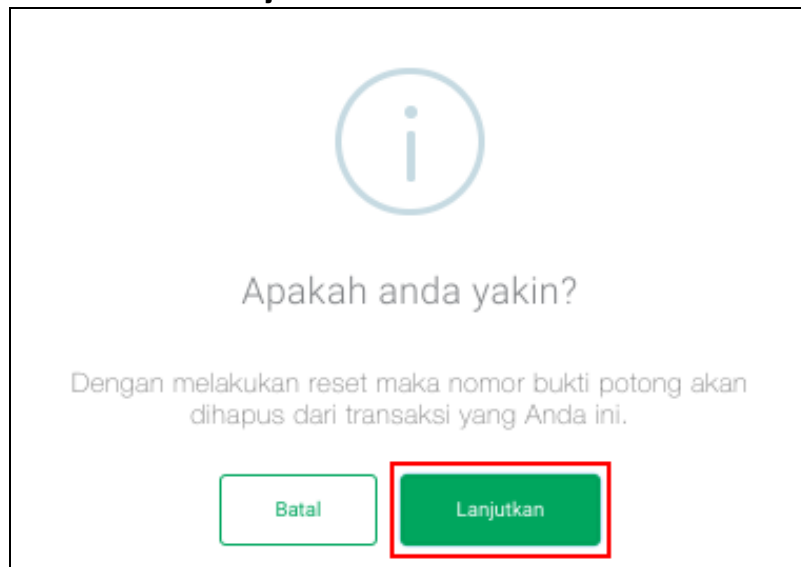 Apakah anda yakin?
Dengan melakukan reset maka nomor bukti potong akan
dihapus dari transaksi yang Anda ini.
Batal
Lanjutkan